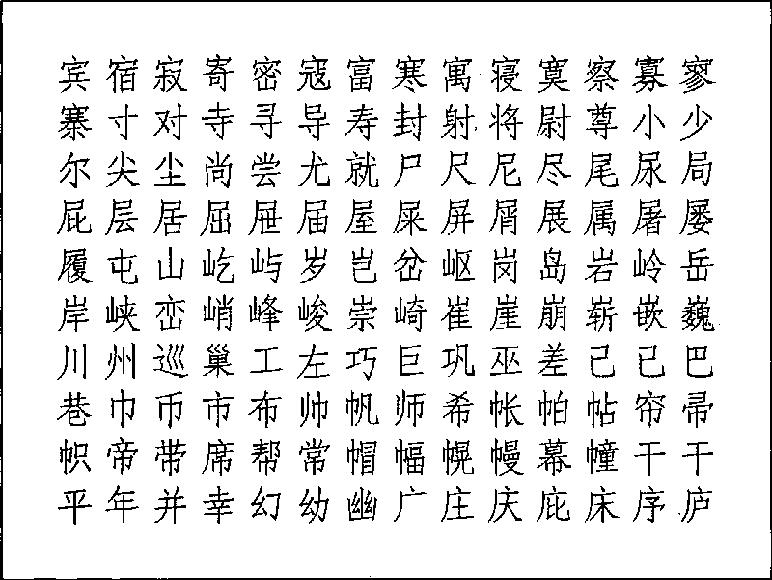 宾宿寂寄密寇富寒寓寝寞察寡寥
寨寸对寺寻导寿封射将尉尊小少
尔尖尘尚尝尤就尸尺尼尽尾尿局
屁层居屈屉届屋屎屏屑展属屠屡
履屯山屹屿岁岂岔岖岗岛岩岭岳
岸峡峦峭峰峻崇崎崔崖崩崭嵌巍
川州巡巢工左巧巨巩巫差己已巴
巷巾币市布帅帆师希帐帕帖帘帚
帜帝带席帮常帽幅幌幔幕幢干干
平年并幸幻幼幽广庄庆庇床序庐